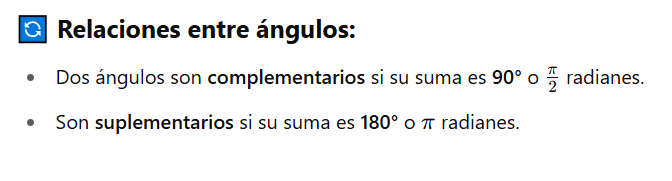 🔄 Relaciones entre ángulos:
• Dos ángulos son complementarios si su suma es 90° o π/2 radianes.
• Son suplementarios si su suma es 180° o π radianes.